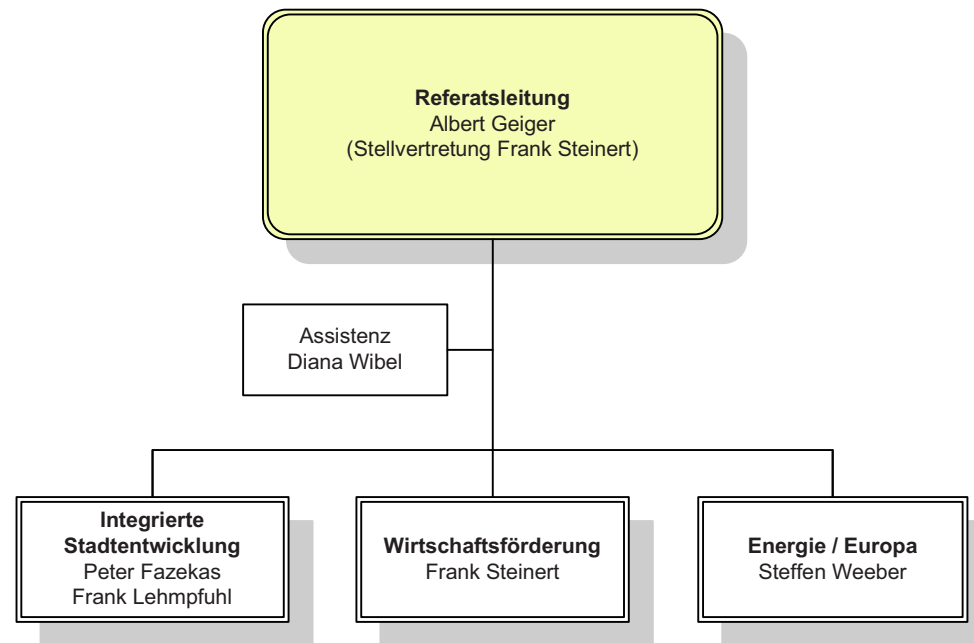 Referatsleitung
Albert Geiger
(Stellvertretung Frank Steinert)
Assistenz
Diana Wibel
Integrierte
Stadtentwicklung
Peter Fazekas
Frank Lehmpfuhl
Wirtschaftsförderung
Frank Steinert
Energie / Europa
Steffen Weeber